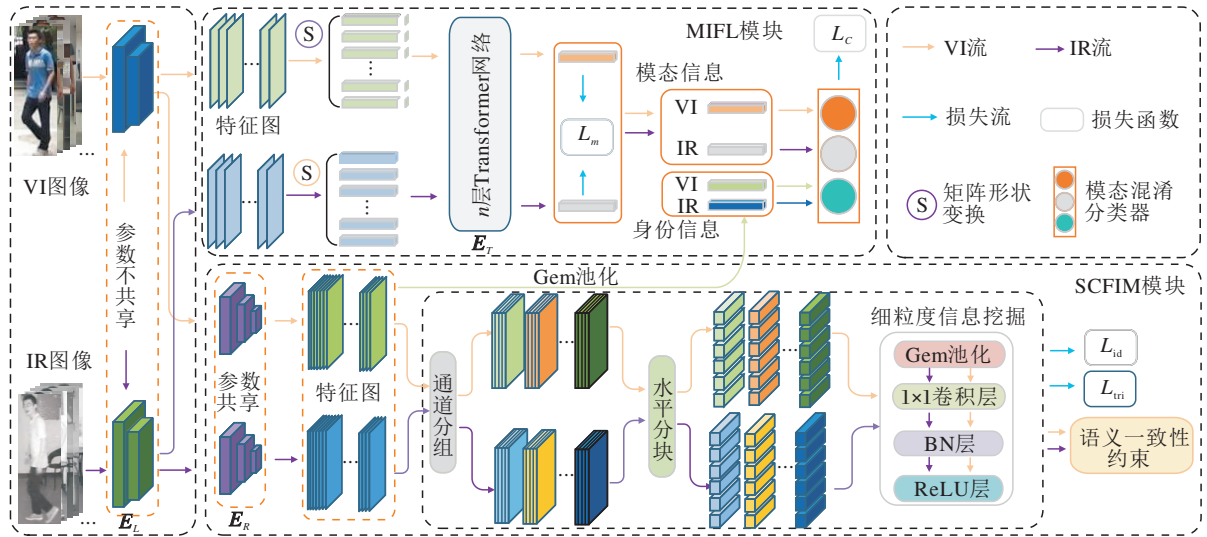 VI图像
...
参数不共享
IR图像
...
E_L
特征图
...
S
...
...
S
...
n层Transformer网络
E_T
L_m
MIFL模块
模态信息
VI
IR
VI
IR
身份信息
L_C
VI流
IR流
损失流
损失函数
S
矩阵形状
变换
模态混淆
分类器
Gem池化
SCFIM模块
参数
共享
E_R
...
特征图
...
通道分组
...
...
水平分块
...
...
细粒度信息挖掘
Gem池化
1×1卷积层
BN层
ReLU层
L_id
L_tri
语义一致性
约束